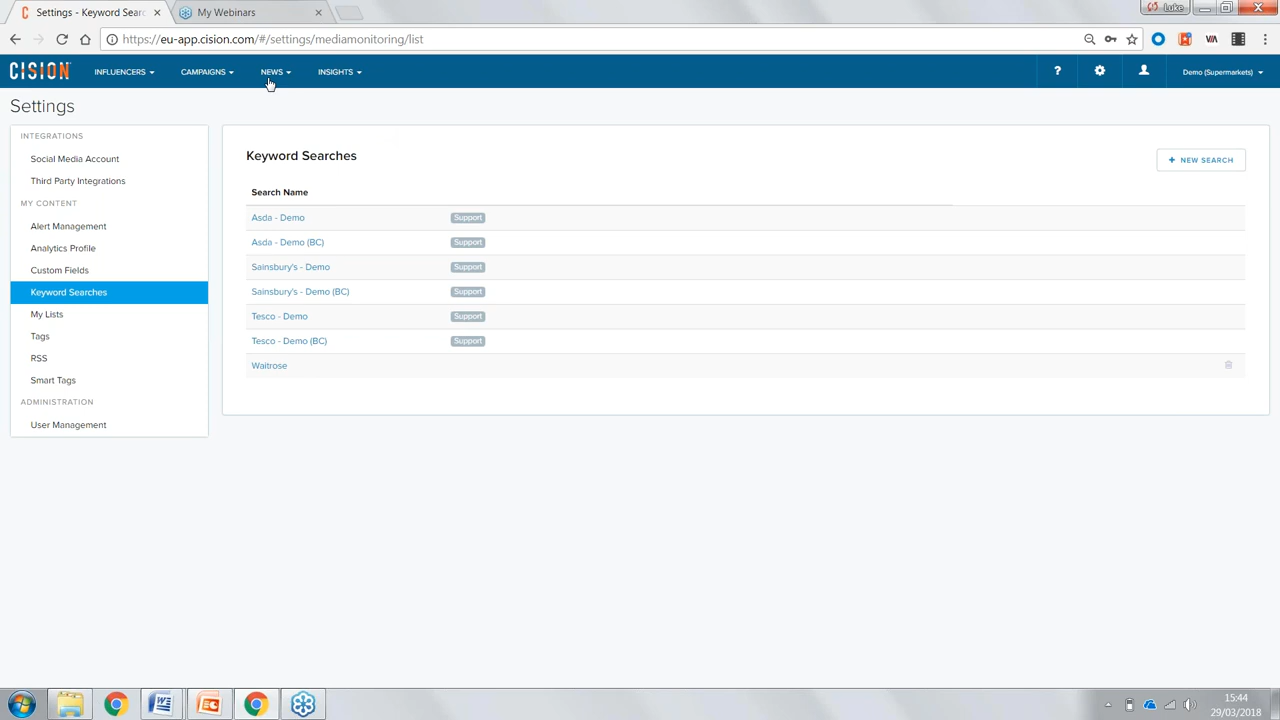 Settings - Keyword Sear
My Webinars
Luke
https://eu-app.cision.com/#/settings/mediamonitoring/list
VIA
CISION
INFLUENCERS
CAMPAIGNS
NEWS
INSIGHTS
?
Demo (Supermarkets)
Settings
INTEGRATIONS
Social Media Account
Third Party Integrations
MY CONTENT
Alert Management
Analytics Profile
Custom Fields
Keyword Searches
My Lists
Tags
RSS
Smart Tags
ADMINISTRATION
User Management
Keyword Searches
+ NEW SEARCH
Search Name
Asda - Demo Support
Asda - Demo (BC) Support
Sainsbury's - Demo Support
Sainsbury's - Demo (BC) Support
Tesco - Demo Support
Tesco - Demo (BC) Support
Waitrose
15:44
29/03/2018